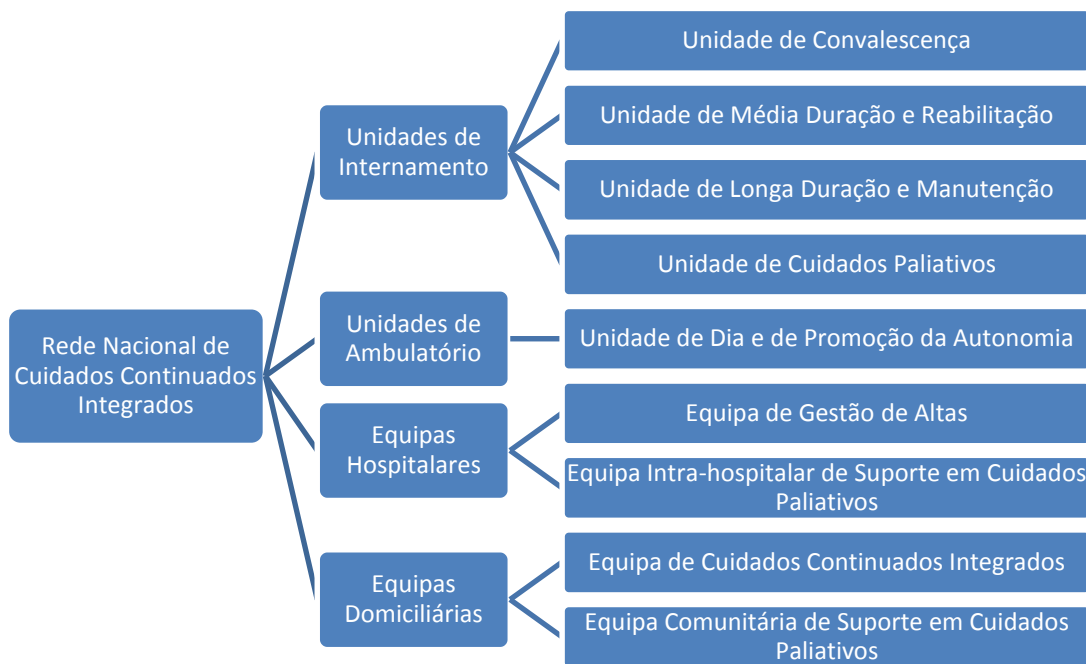 Rede Nacional de
Cuidados Continuados
Integrados
Unidades de
Internamento
Unidade de Convalescença
Unidade de Média Duração e Reabilitação
Unidade de Longa Duração e Manutenção
Unidade de Cuidados Paliativos
Unidades de
Ambulatório
Unidade de Dia e de Promoção da Autonomia
Equipas
Hospitalares
Equipa de Gestão de Altas
Equipa Intra-hospitalar de Suporte em Cuidados
Paliativos
Equipas
Domiciliárias
Equipa de Cuidados Continuados Integrados
Equipa Comunitária de Suporte em Cuidados
Paliativos